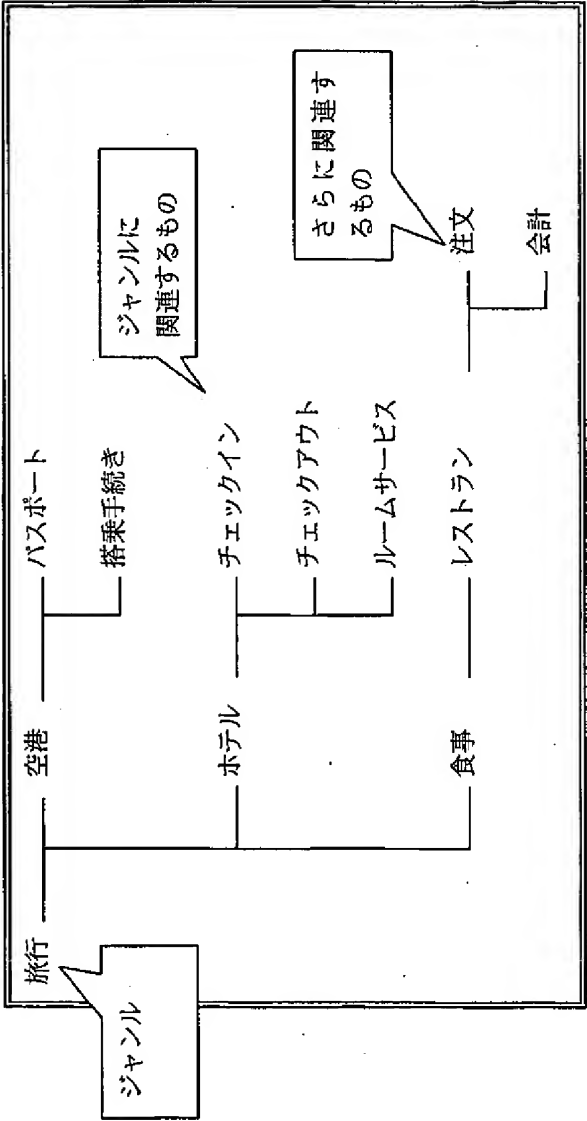 旅行
空港
パスポート
搭乗手続き
ホテル
チェックイン
チェックアウト
ルームサービス
食事
レストラン
注文
会計
ジャンル
ジャンルに
関連するもの
さらに関連す
るもの